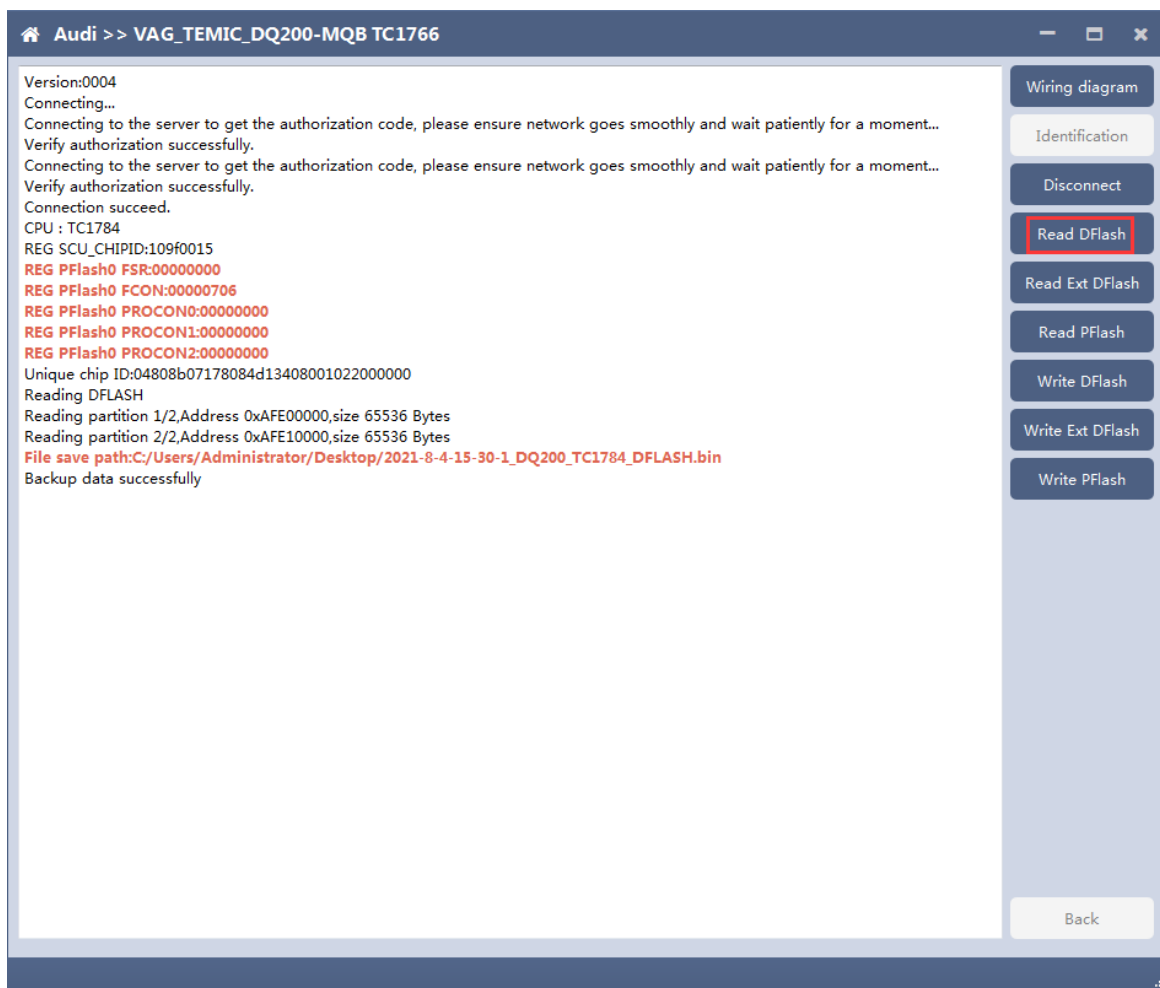 Audi >> VAG_TEMIC_DQ200-MQB TC1766
Version:0004
Connecting...
Connecting to the server to get the authorization code, please ensure network goes smoothly and wait patiently for a moment...
Verify authorization successfully.
Connecting to the server to get the authorization code, please ensure network goes smoothly and wait patiently for a moment...
Verify authorization successfully.
Connection succeed.
CPU : TC1784
REG SCU_CHIPID:109f0015
REG PFlash0 FSR:00000000
REG PFlash0 FCON:00000706
REG PFlash0 PROCON0:00000000
REG PFlash0 PROCON1:00000000
REG PFlash0 PROCON2:00000000
Unique chip ID:04808b07178084d13408001022000000
Reading DFLASH
Reading partition 1/2,Address 0xAFE00000,size 65536 Bytes
Reading partition 2/2,Address 0xAFE10000,size 65536 Bytes
File save path:C:/Users/Administrator/Desktop/2021-8-4-15-30-1_DQ200_TC1784_DFLASH.bin
Backup data successfully
Wiring diagram
Identification
Disconnect
Read DFlash
Read Ext DFlash
Read PFlash
Write DFlash
Write Ext DFlash
Write PFlash
Back